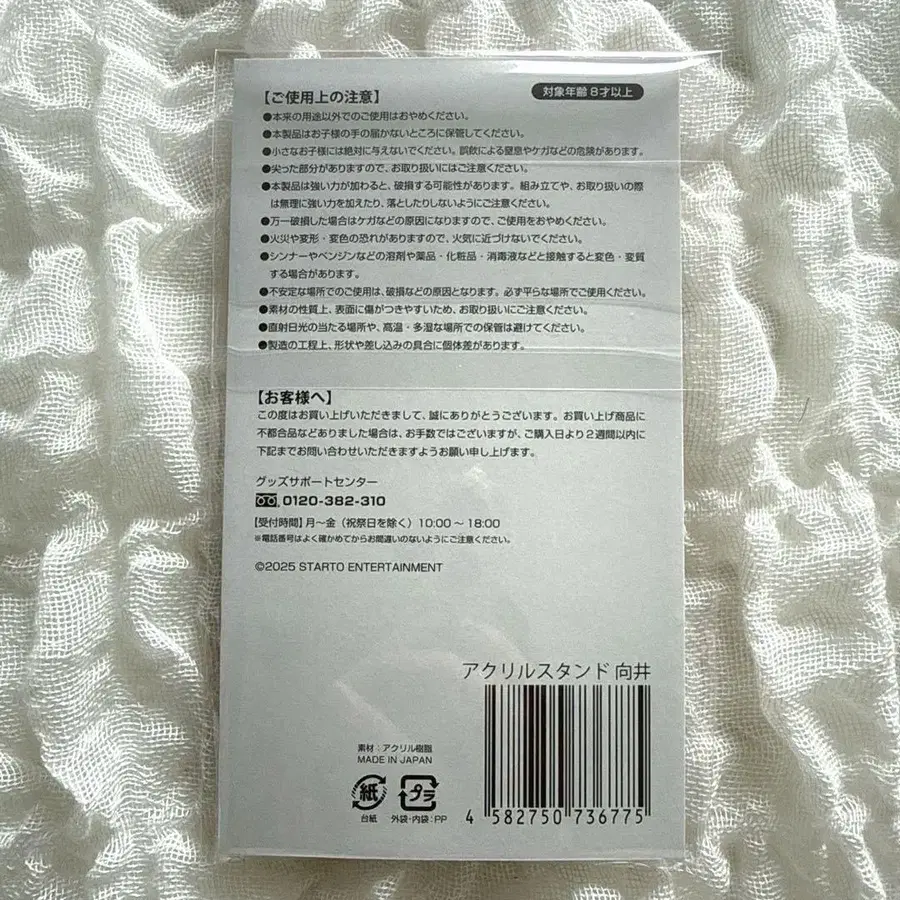 【ご使用上の注意】
対象年齢 8才以上
●本来の用途以外でのご使用はおやめください。
●本製品はお子様の手の届かないところに保管してください。
●小さなお子様には絶対に与えないでください。誤飲による窒息やケガなどの危険があります。
●尖った部分がありますので、お取り扱いにはご注意ください。
●本製品は強い力が加わると、破損する可能性があります。組み立てや、お取り扱いの際
は無理に強い力を加えたり、落としたりしないようにご注意ください。
●万一破損した場合はケガなどの原因になりますので、ご使用をおやめください。
●火災や変形・変色の恐れがありますので、火気に近づけないでください。
●シンナーやベンジンなどの溶剤や薬品・化粧品・消毒液などと接触すると変色・変質
する場合があります。
●不安定な場所でのご使用は、破損などの原因となります。必ず平らな場所でご使用ください。
●素材の性質上、表面に傷がつきやすいため、お取り扱いにご注意ください。
●直射日光の当たる場所や、高温・多湿な場所での保管は避けてください。
●製造の工程上、形状や差し込みの具合に個体差があります。
【お客様へ】
この度はお買い上げいただきまして、誠にありがとうございます。お買い上げ商品に
不都合品などありました場合は、お手数ではございますが、ご購入日より2週間以内に
下記までお問い合わせいただきますようお願い申し上げます。
グッズサポートセンター
0120-382-310
【受付時間】月〜金（祝祭日を除く）10:00〜18:00
※電話番号はよく確かめてからお間違いのないようにご注意ください。
©2025 STARTO ENTERTAINMENT
アクリルスタンド 向井
素材：アクリル樹脂
MADE IN JAPAN
紙
プラ
台紙
外袋・内袋：PP
4 582750 736775